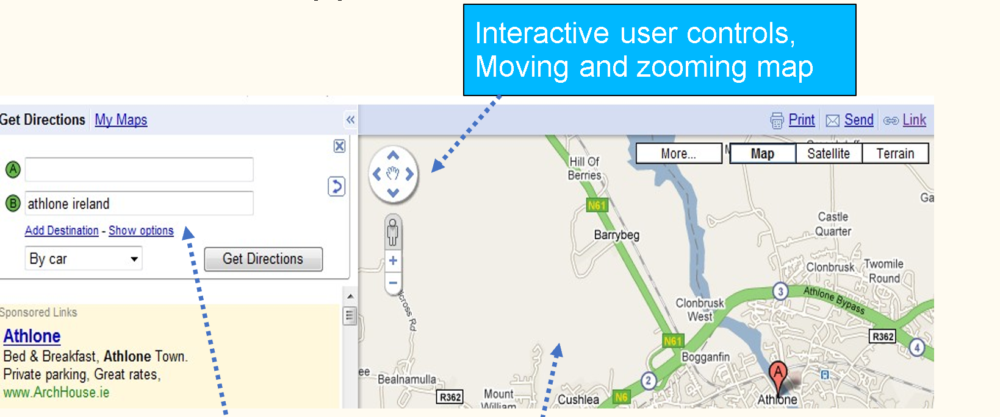 Interactive user controls,
Moving and zooming map
Get Directions My Maps «
Print Send Link
A
B athlone ireland
Add Destination - Show options
By car Get Directions
Sponsored Links
Athlone
Bed & Breakfast, Athlone Town.
Private parking, Great rates,
www.ArchHouse.ie
More... Map Satellite Terrain
Hill Of
Berries
N61
Barrybeg
Castle
Quarter
Clonbrusk
Twomile
Round
3
Athlone Bypass
Clonbrusk
West
R362
4
N61
Bogganfin
A
Athlone
2
Bealnamulla
R362
Mount
William
Cushlea
N6
+
-